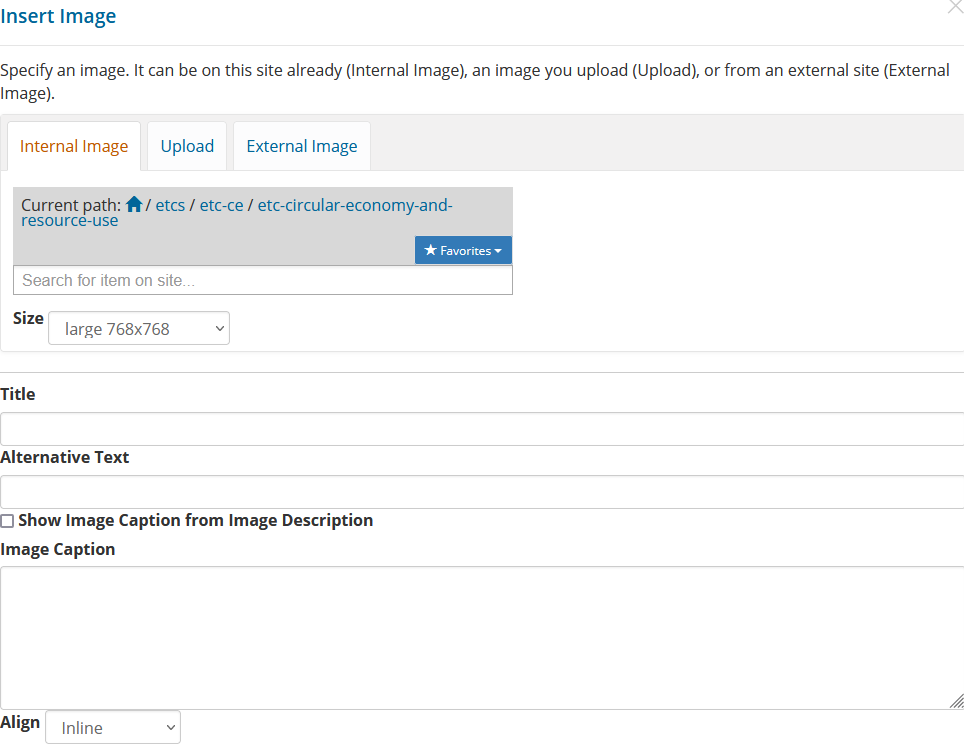 Insert Image
Specify an image. It can be on this site already (Internal Image), an image you upload (Upload), or from an external site (External
Image).
Internal Image
Upload
External Image
Current path: / etcs / etc-ce / etc-circular-economy-and-
resource-use
Favorites
Search for item on site...
Size
large 768x768
Title
Alternative Text
Show Image Caption from Image Description
Image Caption
Align
Inline